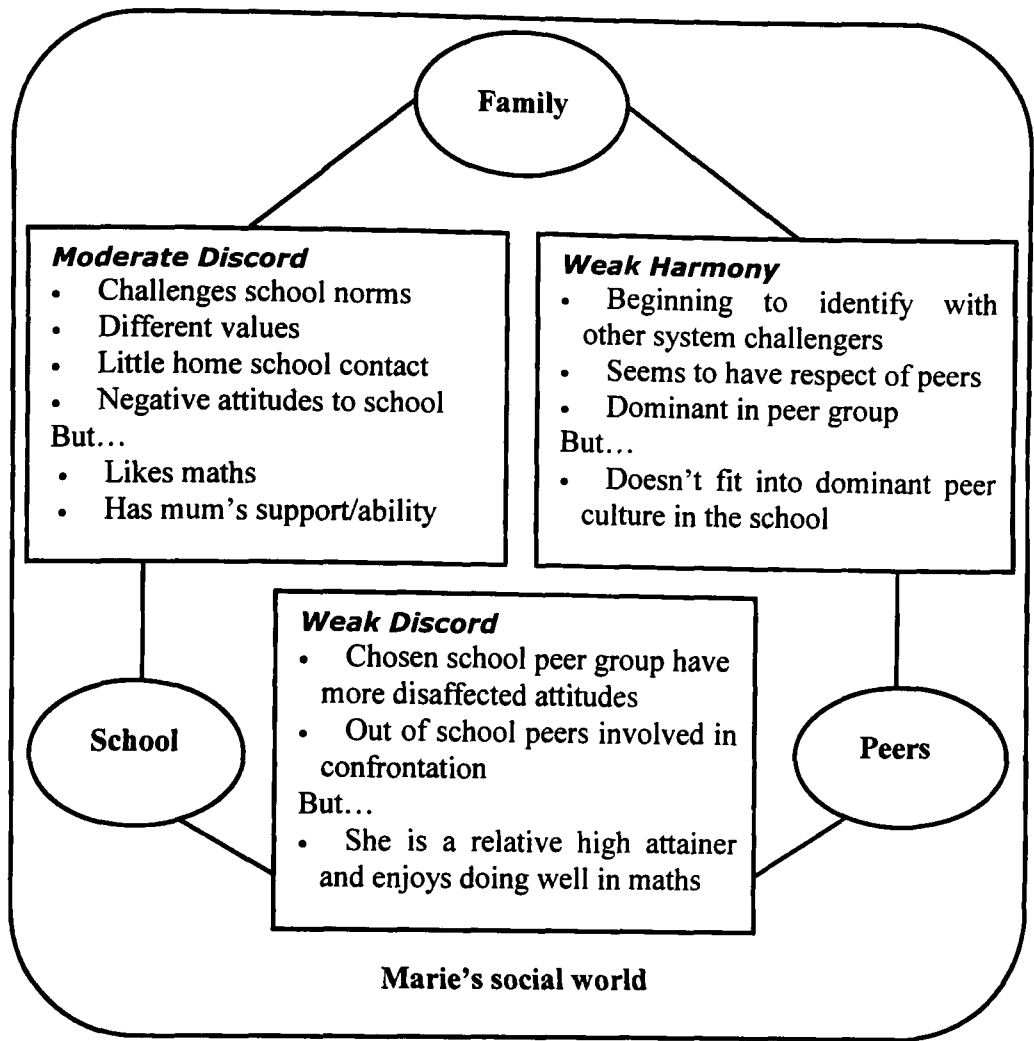 Family
Moderate Discord
• Challenges school norms
• Different values
• Little home school contact
• Negative attitudes to school
But...
• Likes maths
• Has mum's support/ability
Weak Harmony
• Beginning to identify with
other system challengers
• Seems to have respect of peers
• Dominant in peer group
But...
• Doesn't fit into dominant peer
culture in the school
Weak Discord
• Chosen school peer group have
more disaffected attitudes
• Out of school peers involved in
confrontation
But...
• She is a relative high attainer
and enjoys doing well in maths
School
Peers
Marie's social world